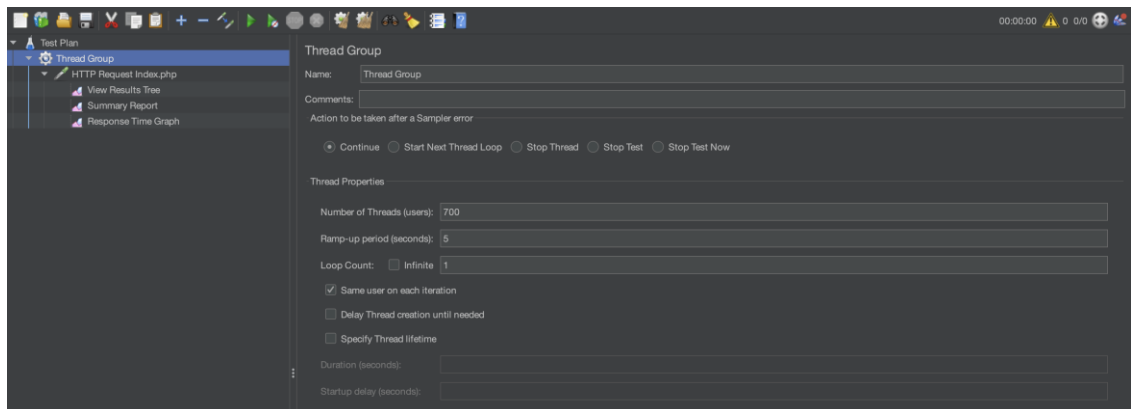 00:00:00 0 0/0
Test Plan
Thread Group
HTTP Request Index.php
View Results Tree
Summary Report
Response Time Graph
Thread Group
Name: Thread Group
Comments:
Action to be taken after a Sampler error
Continue Start Next Thread Loop Stop Thread Stop Test Stop Test Now
Thread Properties
Number of Threads (users): 700
Ramp-up period (seconds): 5
Loop Count: Infinite 1
Same user on each iteration
Delay Thread creation until needed
Specify Thread lifetime
Duration (seconds):
Startup delay (seconds):